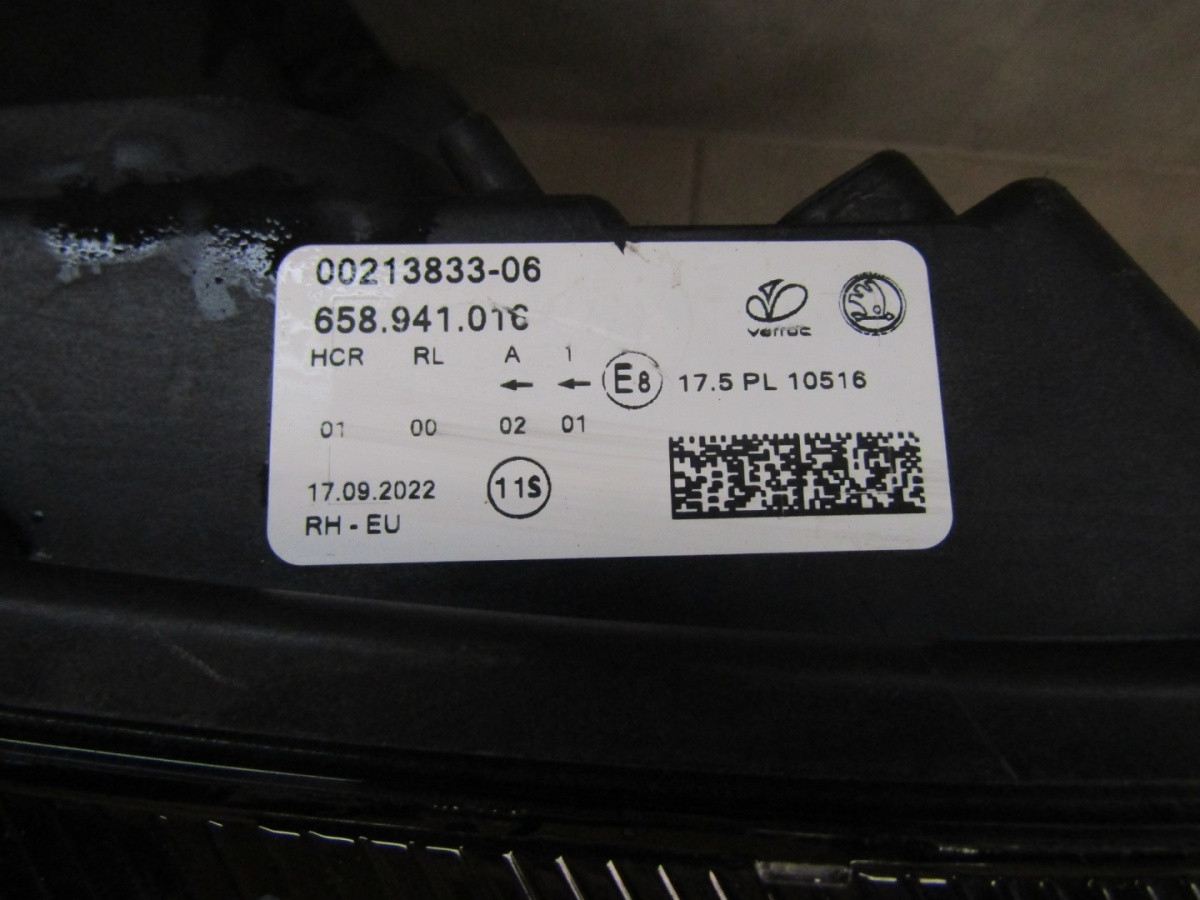 00213833-06
658.941.016
varroc
HCR RL A 1
← ← E8 17.5 PL 10516
01 00 02 01
17.09.2022 11S
RH - EU